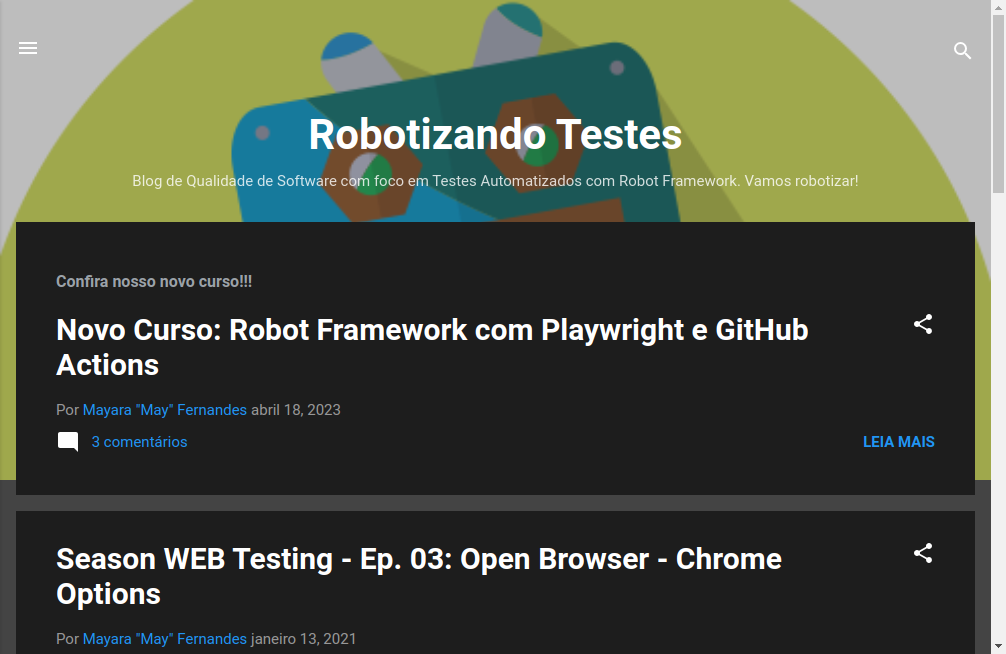 Robotizando Testes
Blog de Qualidade de Software com foco em Testes Automatizados com Robot Framework. Vamos robotizar!
Confira nosso novo curso!!!
Novo Curso: Robot Framework com Playwright e GitHub
Actions
Por Mayara "May" Fernandes abril 18, 2023
3 comentários
LEIA MAIS
Season WEB Testing - Ep. 03: Open Browser - Chrome
Options
Por Mayara "May" Fernandes janeiro 13, 2021